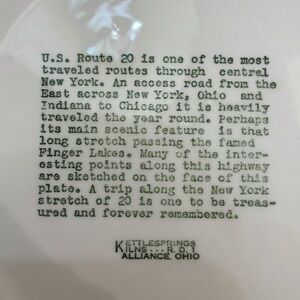 U.S. Route 20 is one of the most
traveled routes through central
New York. An access road from the
East across New York, Ohio and
Indiana to Chicago it is heavily
traveled the year round. Perhaps
its main scenic feature is that
long stretch passing the famed
Finger Lakes. Many of the inter-
esting points along this highway
are sketched on the face of this
plate. A trip along the New York
stretch of 20 is one to be treas-
ured and forever remembered.
KETTLESPRINGS
KILNS --- R.D. 1
ALLIANCE, OHIO